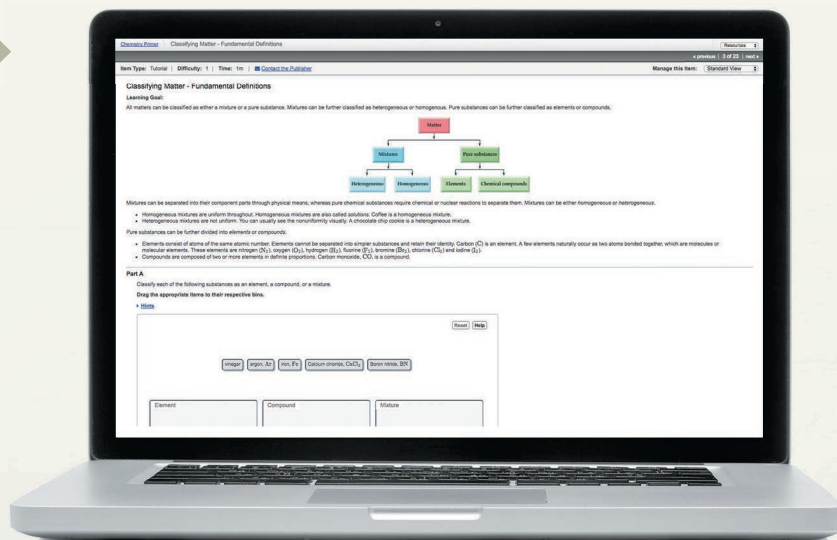 Chemistry Primer Classifying Matter - Fundamental Definitions Resources
« previous | 3 of 23 | next »
Item Type: Tutorial | Difficulty: 1 | Time: 1m | Contact the Publisher Manage this Item: Standard View
Classifying Matter - Fundamental Definitions
Learning Goal:
All matters can be classified as either a mixture or a pure substance. Mixtures can be further classified as heterogeneous or homogenous. Pure substances can be further classified as elements or compounds.
Matter
Mixtures Pure substances
Heterogeneous Homogeneous Elements Chemical compounds
Mixtures can be separated into their component parts through physical means, whereas pure chemical substances require chemical or nuclear reactions to separate them. Mixtures can be either homogeneous or heterogeneous.
• Homogeneous mixtures are uniform throughout. Homogeneous mixtures are also called solutions. Coffee is a homogeneous mixture.
• Heterogeneous mixtures are not uniform. You can usually see the nonuniformity visually. A chocolate chip cookie is a heterogeneous mixture.
Pure substances can be further divided into elements or compounds.
• Elements consist of atoms of the same atomic number. Elements cannot be separated into simpler substances and retain their identity. Carbon (C) is an element. A few elements naturally occur as two atoms bonded together, which are molecules or
molecular elements. These elements are nitrogen (N₂), oxygen (O₂), hydrogen (H₂), fluorine (F₂), bromine (Br₂), chlorine (Cl₂) and iodine (I₂).
• Compounds are composed of two or more elements in definite proportions. Carbon monoxide, CO, is a compound.
Part A
Classify each of the following substances as an element, a compound, or a mixture.
Drag the appropriate items to their respective bins.
Hints
Reset Help
vinegar argon, Ar iron, Fe Calcium chloride, CaCl₂ Boron nitride, BN
Element Compound Mixture